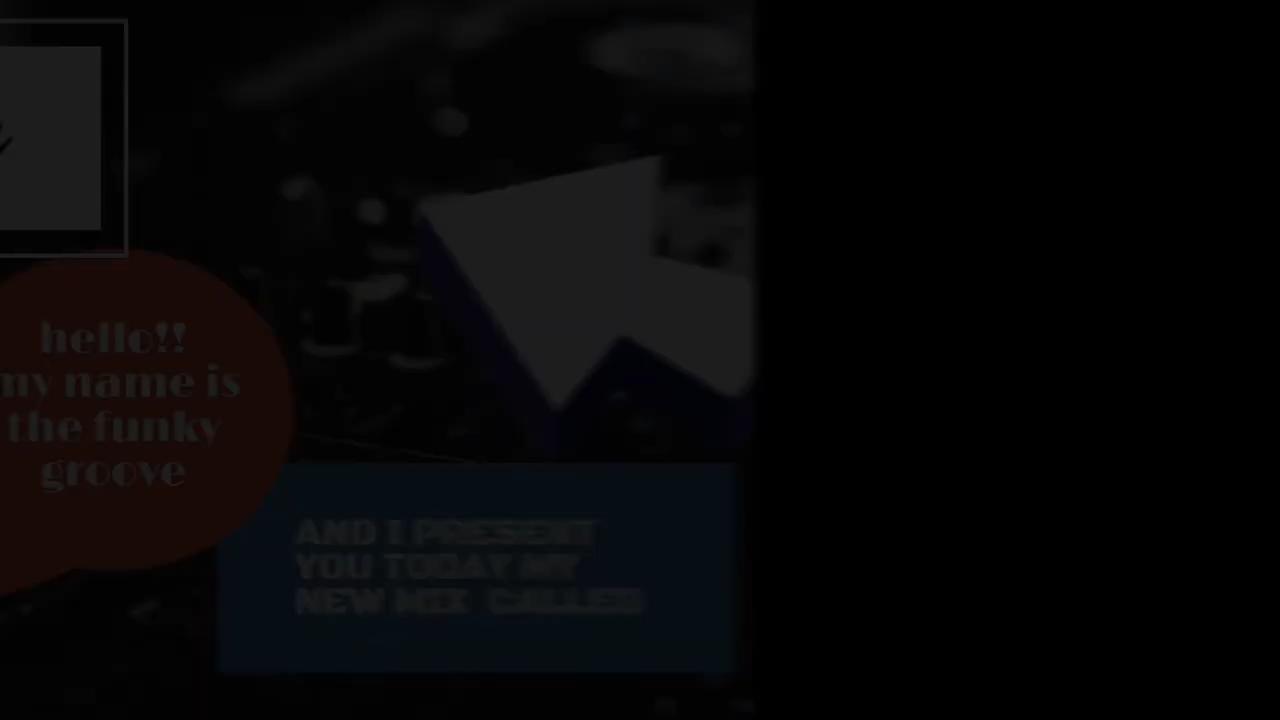 hello!!
my name is
the funky
groove
AND I PRESENT
YOU TODAY MY
NEW MIX CALLED